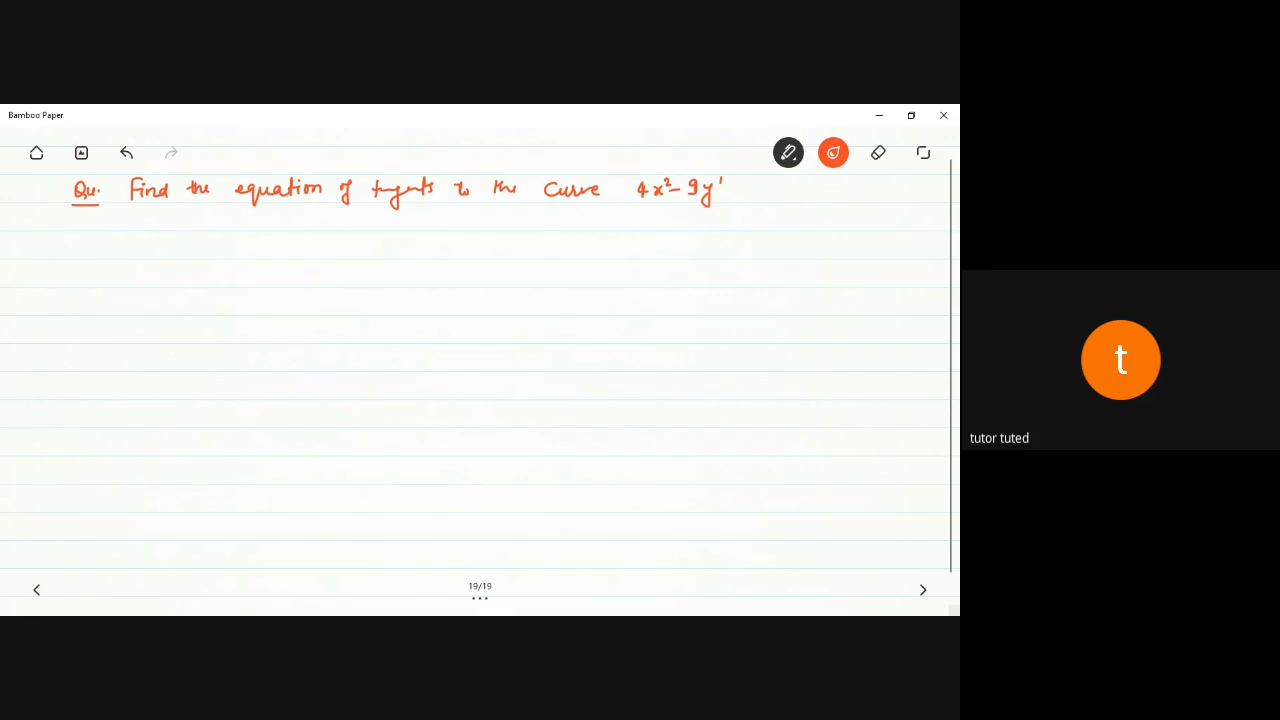 Bamboo Paper
Qu. Find the equation of tangents to the curve 4x² - 9y'
t
tutor tuted
19/19